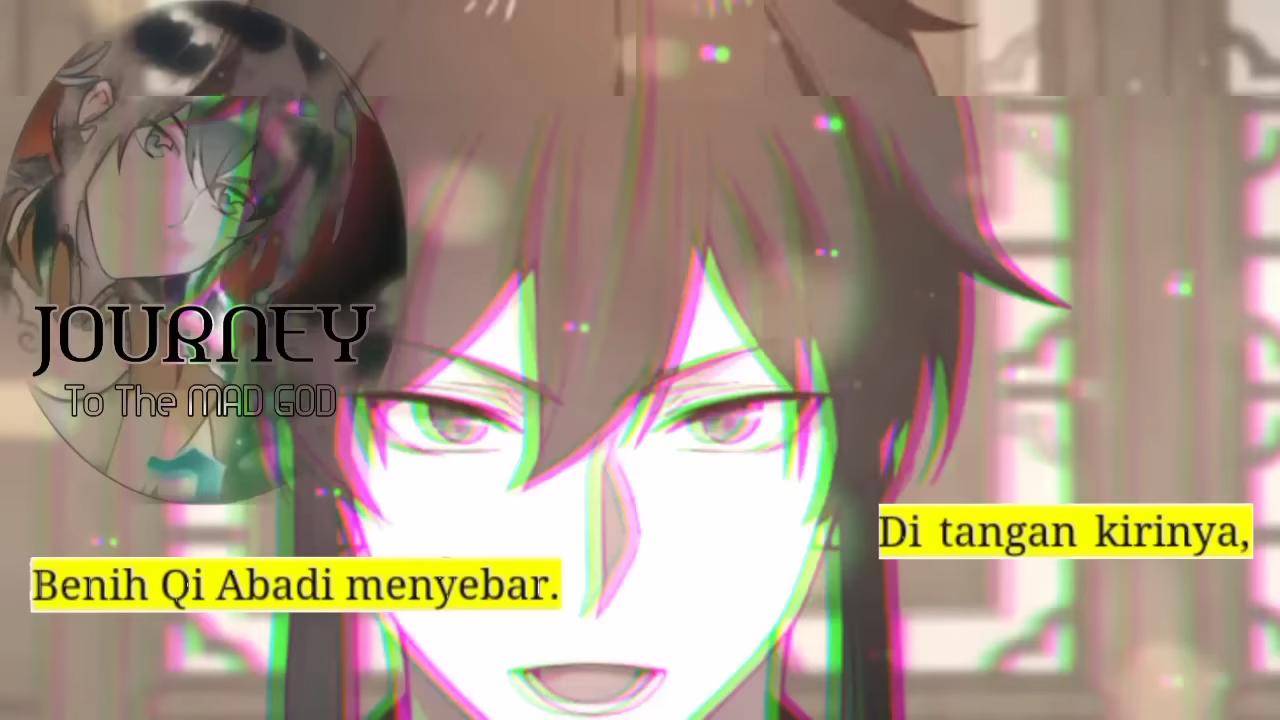 JOURNEY
To The MAD GOD
Di tangan kirinya,
Benih Qi Abadi menyebar.